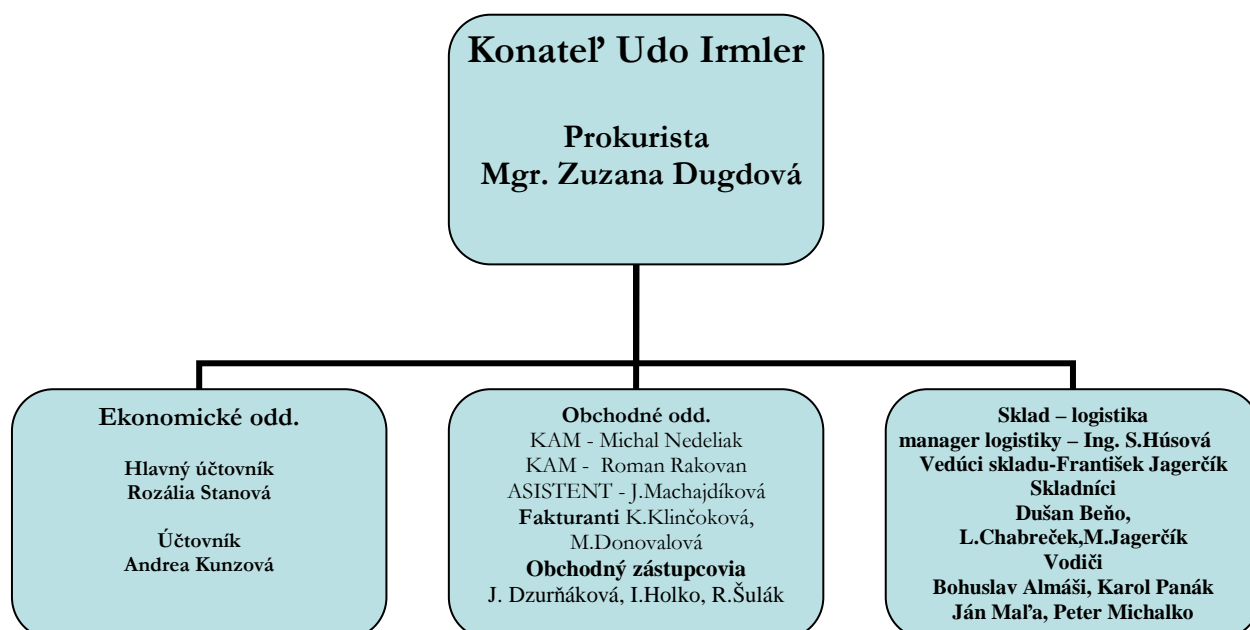 Konateľ Udo Irmler
Prokurista
Mgr. Zuzana Dugdová
Ekonomické odd.
Hlavný účtovník
Rozália Stanová
Účtovník
Andrea Kunzová
Obchodné odd.
KAM - Michal Nedeliak
KAM - Roman Rakovan
ASISTENT - J.Machajdíková
Fakturanti K.Klinčoková,
M.Donovalová
Obchodný zástupcovia
J. Dzurňáková, I.Holko, R.Šulák
Sklad – logistika
manager logistiky – Ing. S.Húsová
Vedúci skladu-František Jagerčík
Skladníci
Dušan Beňo,
L.Chabreček,M.Jagerčík
Vodiči
Bohuslav Almáši, Karol Panák
Ján Maľa, Peter Michalko